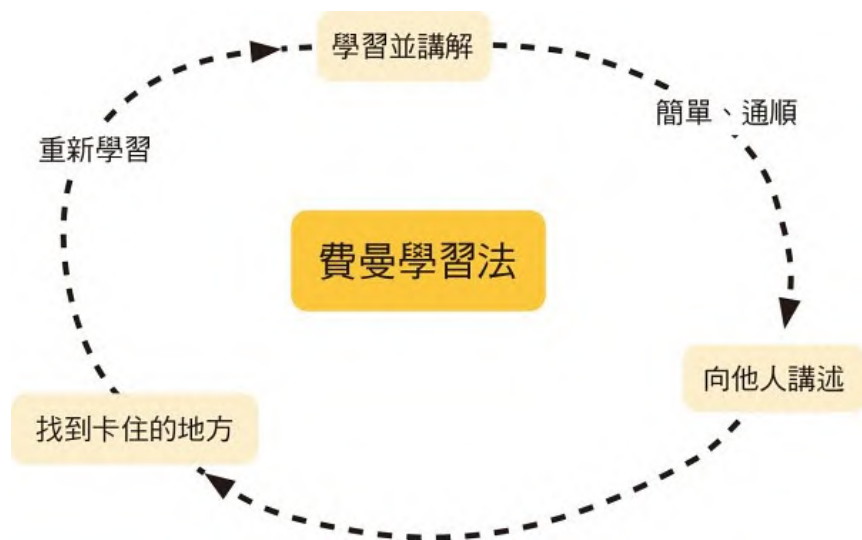 學習並講解
簡單、通順
重新學習
費曼學習法
向他人講述
找到卡住的地方